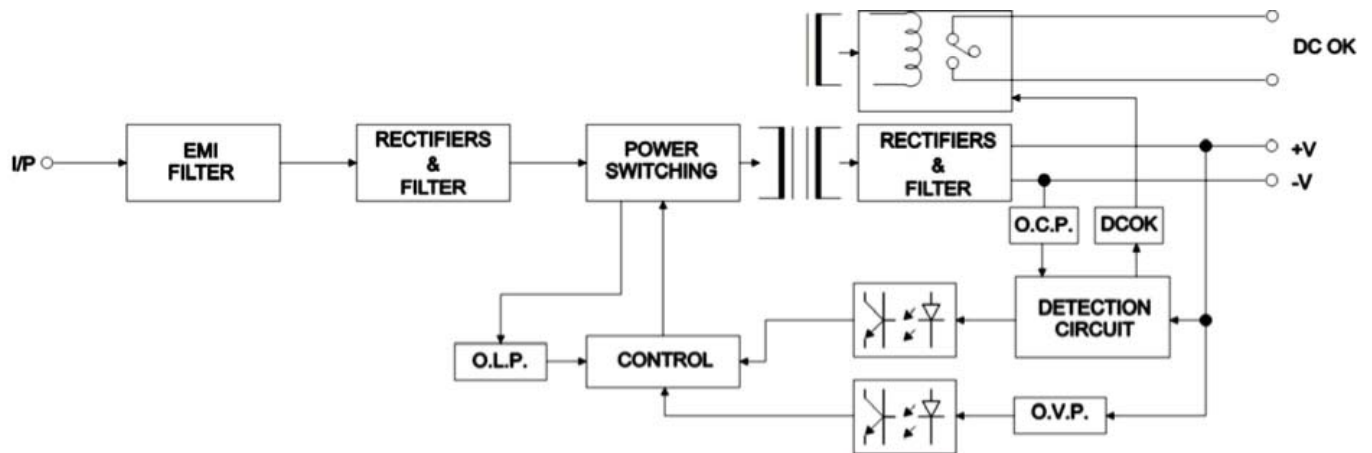 DC OK
I/P
EMI
FILTER
RECTIFIERS
&
FILTER
POWER
SWITCHING
RECTIFIERS
&
FILTER
+V
-V
O.C.P.
DCOK
DETECTION
CIRCUIT
O.L.P.
CONTROL
O.V.P.